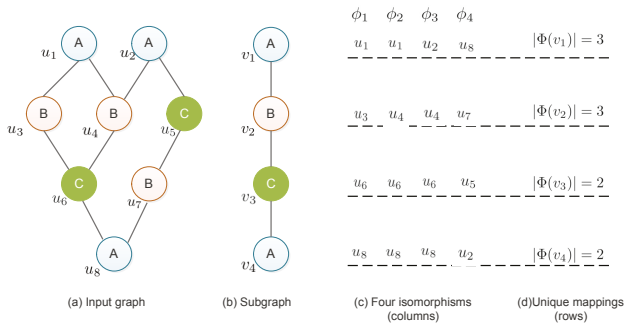 ϕ1 ϕ2 ϕ3 ϕ4
u1 A u2 A v1 A u1 u1 u2 u8 |Φ(v1)| = 3
u3 B u4 B u5 C v2 B u3 u4 u4 u7 |Φ(v2)| = 3
u6 C u7 B v3 C u6 u6 u6 u5 |Φ(v3)| = 2
u8 A v4 A u8 u8 u8 u2 |Φ(v4)| = 2
(a) Input graph (b) Subgraph (c) Four isomorphisms (d)Unique mappings
(columns) (rows)